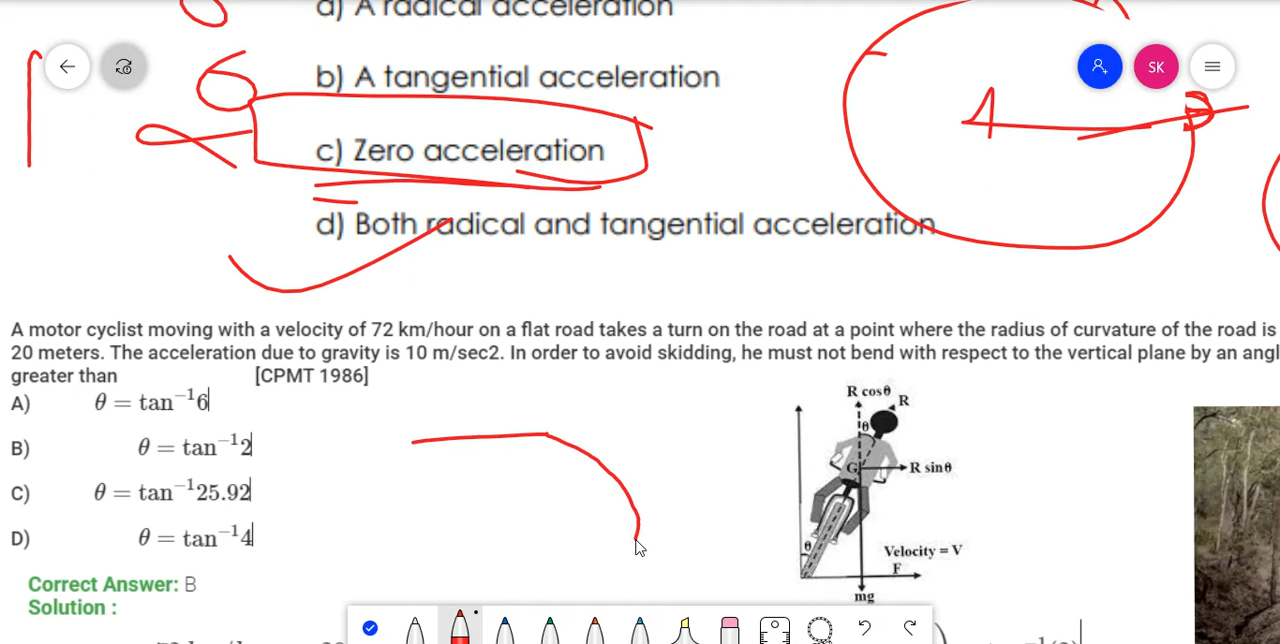 a) A radical acceleration
b) A tangential acceleration
SK
c) Zero acceleration
d) Both radical and tangential acceleration
A motor cyclist moving with a velocity of 72 km/hour on a flat road takes a turn on the road at a point where the radius of curvature of the road is
20 meters. The acceleration due to gravity is 10 m/sec2. In order to avoid skidding, he must not bend with respect to the vertical plane by an angl
greater than [CPMT 1986]
A) θ = tan⁻¹6
B) θ = tan⁻¹2
C) θ = tan⁻¹25.92
D) θ = tan⁻¹4
R cosθ
R
θ
G
R sinθ
θ
Velocity = V
F
mg
Correct Answer: B
Solution :